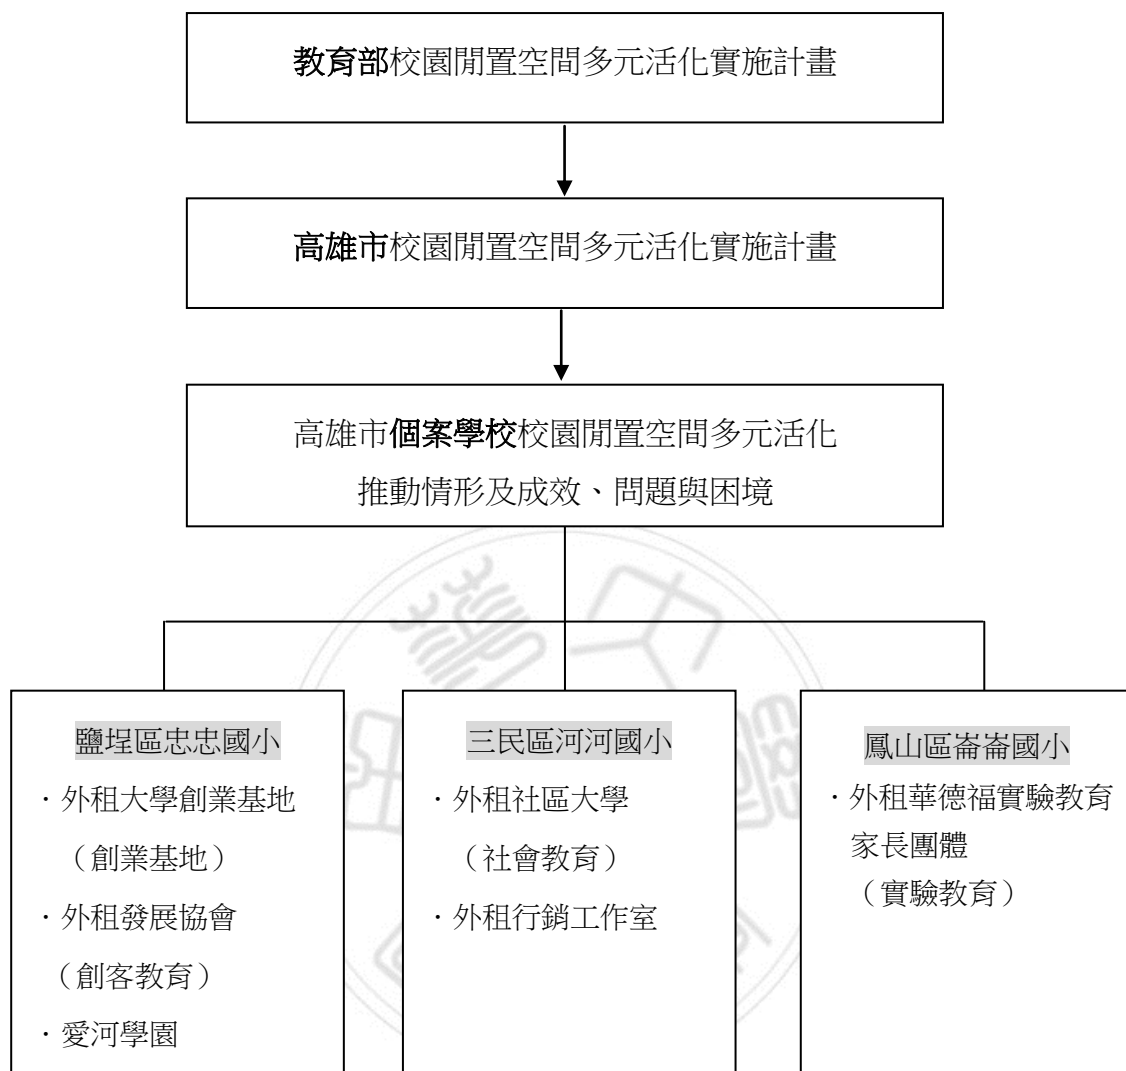 教育部校園閒置空間多元活化實施計畫
高雄市校園閒置空間多元活化實施計畫
高雄市個案學校校園閒置空間多元活化
推動情形及成效、問題與困境
鹽埕區忠忠國小
．外租大學創業基地
（創業基地）
．外租發展協會
（創客教育）
．愛河學園
三民區河河國小
．外租社區大學
（社會教育）
．外租行銷工作室
鳳山區崙崙國小
．外租華德福實驗教育
家長團體
（實驗教育）